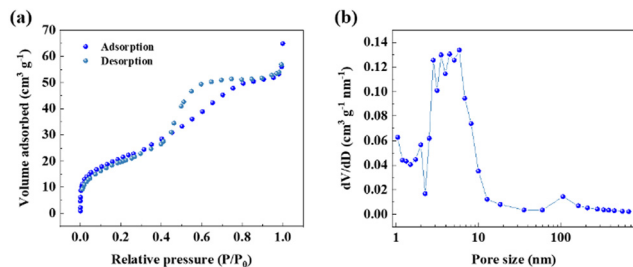 (a)
Volume adsorbed (cm³ g⁻¹)
70
60
50
40
30
20
10
0
Adsorption
Desorption
0.0 0.2 0.4 0.6 0.8 1.0
Relative pressure (P/P₀)
(b)
dV/dD (cm³ g⁻¹ nm⁻¹)
0.14
0.12
0.10
0.08
0.06
0.04
0.02
0.00
1 10 100
Pore size (nm)